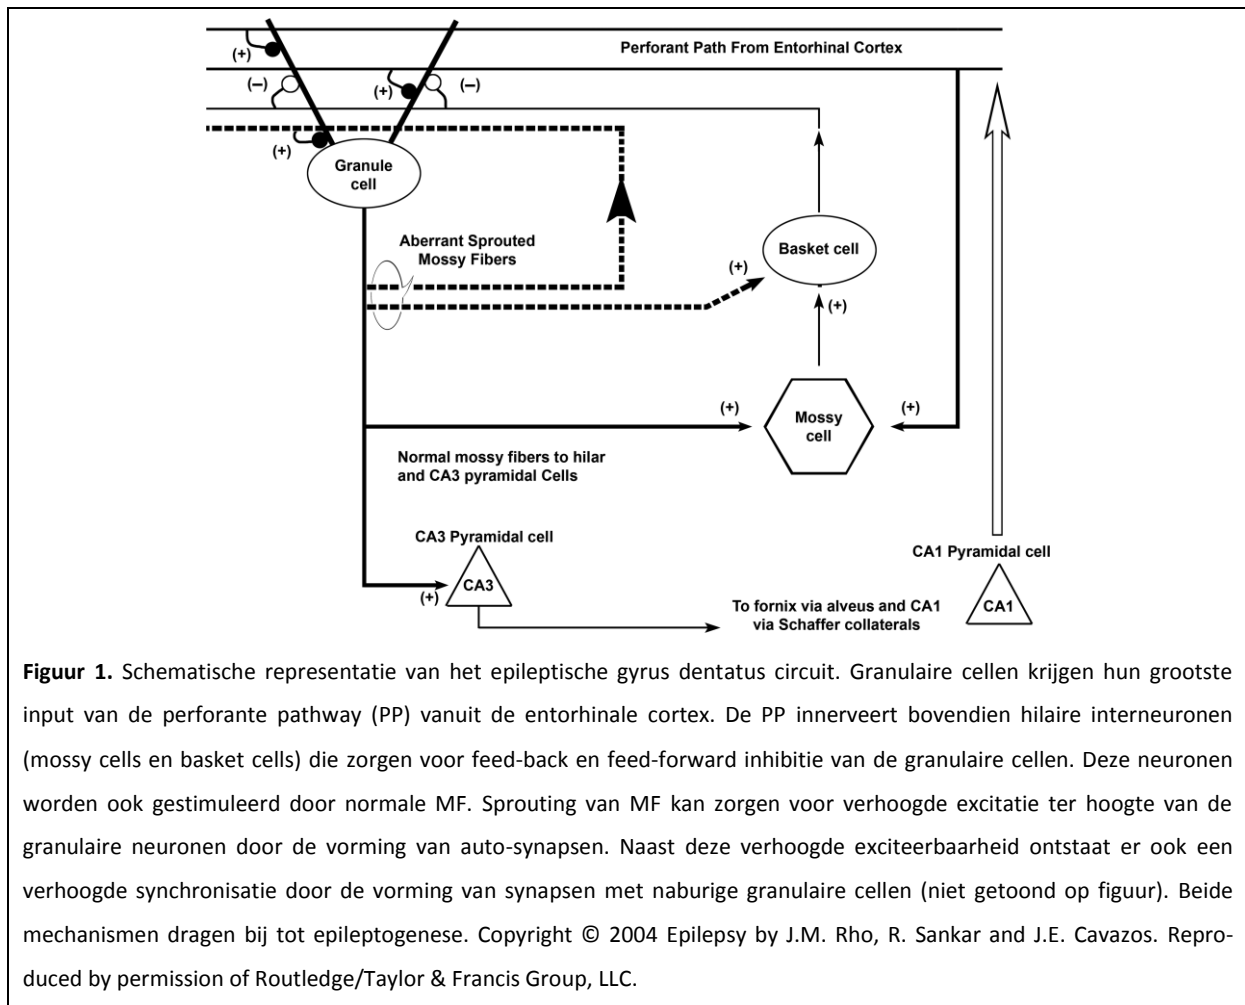 Perforant Path From Entorhinal Cortex
(+)
(–)
(+)
(–)
(+)
Granule
cell
Aberrant Sprouted
Mossy Fibers
Basket cell
(+)
(+)
(+)
Mossy
cell
(+)
Normal mossy fibers to hilar
and CA3 pyramidal Cells
CA3 Pyramidal cell
CA3
(+)
CA1 Pyramidal cell
CA1
To fornix via alveus and CA1
via Schaffer collaterals
Figuur 1. Schematische representatie van het epileptische gyrus dentatus circuit. Granulaire cellen krijgen hun grootste
input van de perforante pathway (PP) vanuit de entorhinale cortex. De PP innerveert bovendien hilaire interneuronen
(mossy cells en basket cells) die zorgen voor feed-back en feed-forward inhibitie van de granulaire cellen. Deze neuronen
worden ook gestimuleerd door normale MF. Sprouting van MF kan zorgen voor verhoogde excitatie ter hoogte van de
granulaire neuronen door de vorming van auto-synapsen. Naast deze verhoogde exciteerbaarheid ontstaat er ook een
verhoogde synchronisatie door de vorming van synapsen met naburige granulaire cellen (niet getoond op figuur). Beide
mechanismen dragen bij tot epileptogenese. Copyright © 2004 Epilepsy by J.M. Rho, R. Sankar and J.E. Cavazos. Repro-
duced by permission of Routledge/Taylor & Francis Group, LLC.